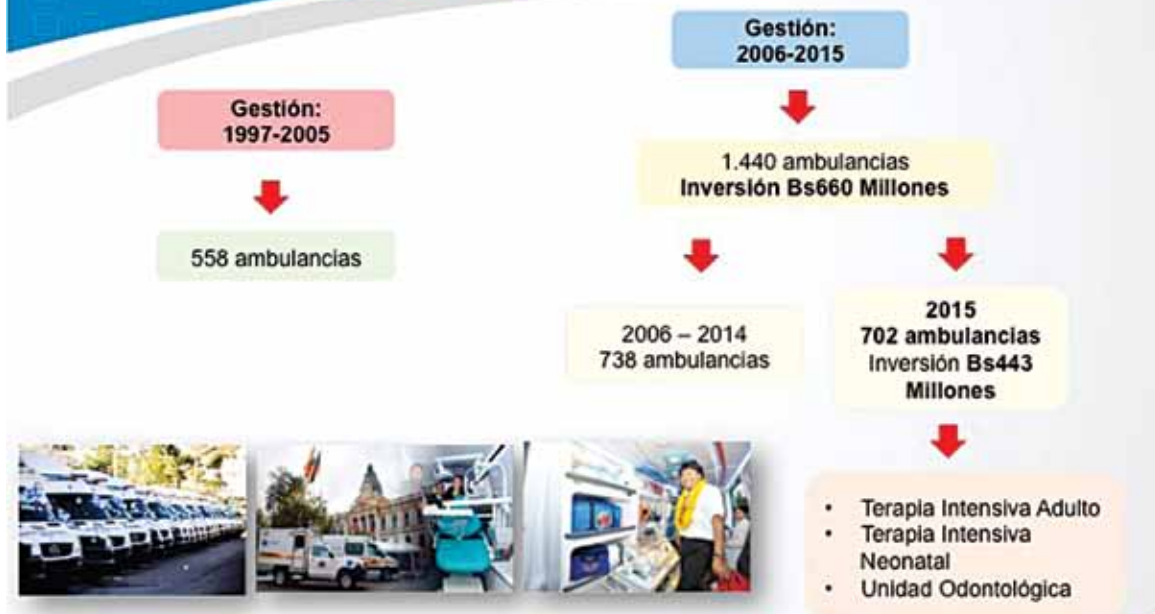 Gestión:
1997-2005
558 ambulancias
Gestión:
2006-2015
1.440 ambulancias
Inversión Bs660 Millones
2006 – 2014
738 ambulancias
2015
702 ambulancias
Inversión Bs443
Millones
• Terapia Intensiva Adulto
• Terapia Intensiva
Neonatal
• Unidad Odontológica